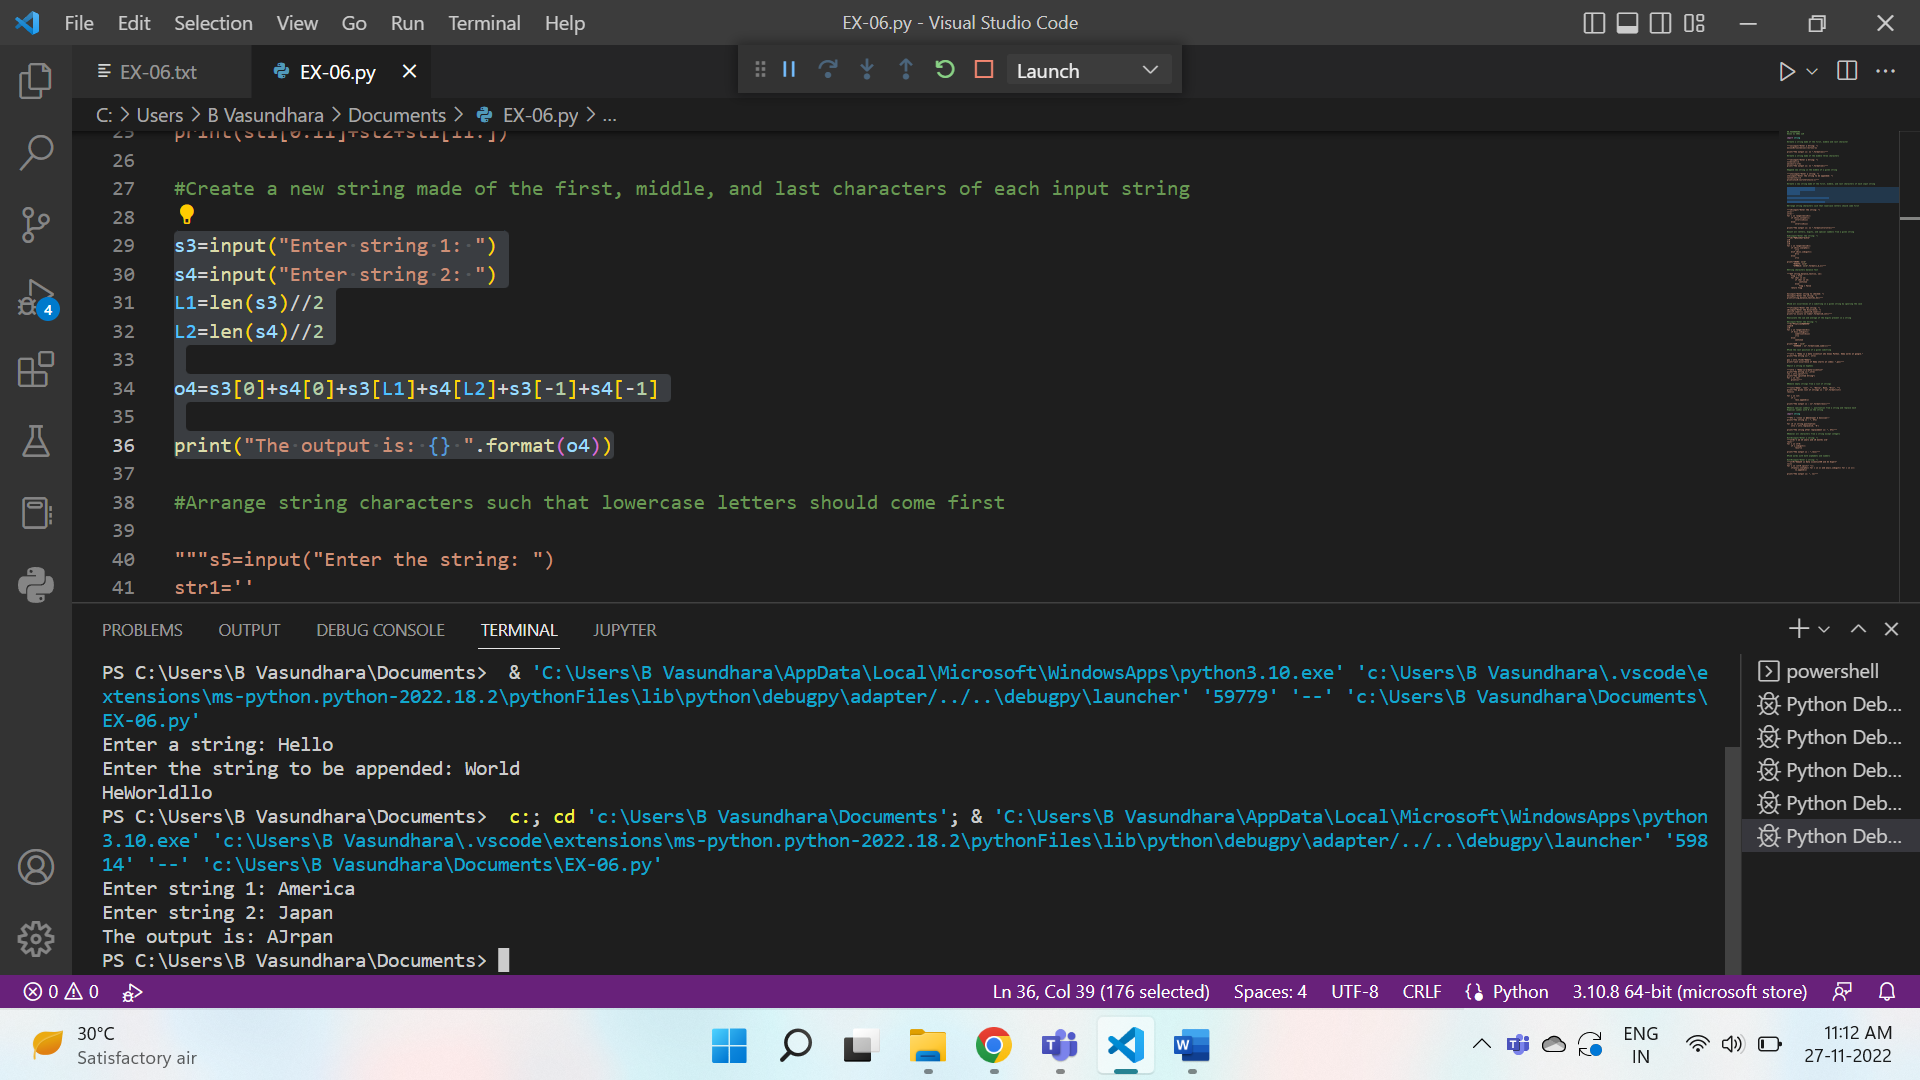 File Edit Selection View Go Run Terminal Help
EX-06.py - Visual Studio Code
EX-06.txt
EX-06.py
Launch
C: > Users > B Vasundhara > Documents > EX-06.py > ...
25 print(st1[0:l1]+st2+st1[l1:])
26
27 #Create a new string made of the first, middle, and last characters of each input string
28
29 s3=input("Enter string 1: ")
30 s4=input("Enter string 2: ")
31 L1=len(s3)//2
32 L2=len(s4)//2
33
34 o4=s3[0]+s4[0]+s3[L1]+s4[L2]+s3[-1]+s4[-1]
35
36 print("The output is: {} ".format(o4))
37
38 #Arrange string characters such that lowercase letters should come first
39
40 """s5=input("Enter the string: ")
41 str1=''
4
PROBLEMS OUTPUT DEBUG CONSOLE TERMINAL JUPYTER
PS C:\Users\B Vasundhara\Documents> & 'C:\Users\B Vasundhara\AppData\Local\Microsoft\WindowsApps\python3.10.exe' 'c:\Users\B Vasundhara\.vscode\e
xtensions\ms-python.python-2022.18.2\pythonFiles\lib\python\debugpy\adapter/../..\debugpy\launcher' '59779' '--' 'c:\Users\B Vasundhara\Documents\
EX-06.py'
Enter a string: Hello
Enter the string to be appended: World
HeWorldllo
PS C:\Users\B Vasundhara\Documents> c:; cd 'c:\Users\B Vasundhara\Documents'; & 'C:\Users\B Vasundhara\AppData\Local\Microsoft\WindowsApps\python
3.10.exe' 'c:\Users\B Vasundhara\.vscode\extensions\ms-python.python-2022.18.2\pythonFiles\lib\python\debugpy\adapter/../..\debugpy\launcher' '598
14' '--' 'c:\Users\B Vasundhara\Documents\EX-06.py'
Enter string 1: America
Enter string 2: Japan
The output is: AJrpan
PS C:\Users\B Vasundhara\Documents>
powershell
Python Deb...
Python Deb...
Python Deb...
Python Deb...
Python Deb...
0 0
Ln 36, Col 39 (176 selected) Spaces: 4 UTF-8 CRLF Python 3.10.8 64-bit (microsoft store)
30°C
Satisfactory air
ENG
IN
11:12 AM
27-11-2022